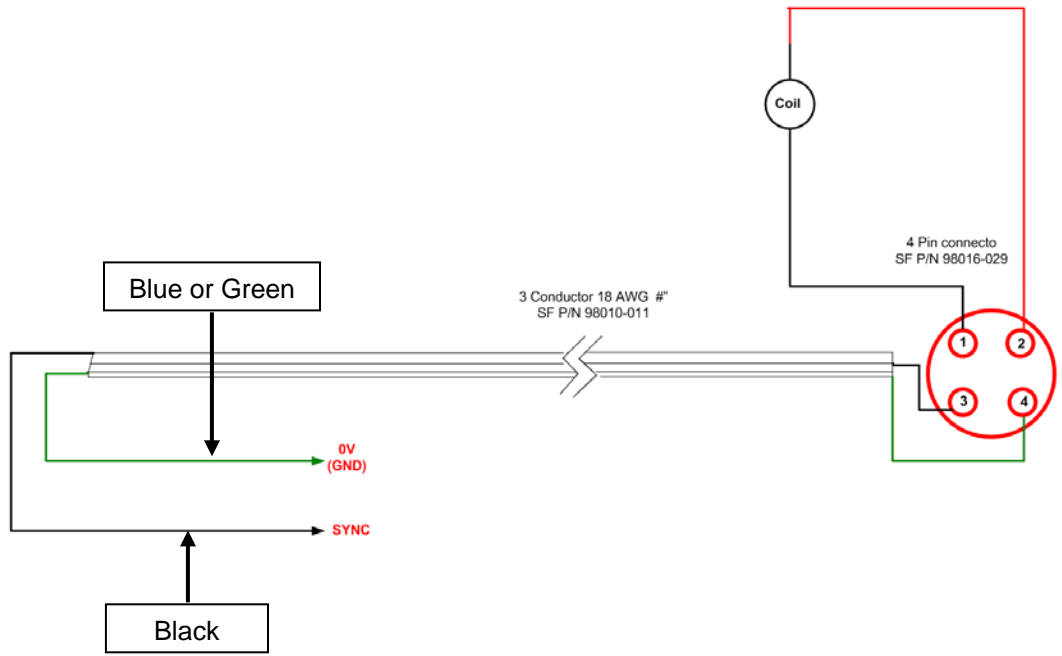 Coil
4 Pin connecto
SF P/N 98016-029
Blue or Green
3 Conductor 18 AWG  #"
SF P/N 98010-011
1
2
3
4
0V
(GND)
SYNC
Black